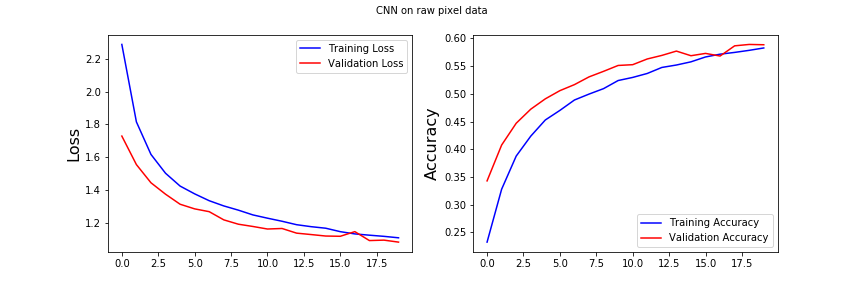 CNN on raw pixel data
Loss
2.2
2.0
1.8
1.6
1.4
1.2
0.0 2.5 5.0 7.5 10.0 12.5 15.0 17.5
Training Loss
Validation Loss
Accuracy
0.60
0.55
0.50
0.45
0.40
0.35
0.30
0.25
0.0 2.5 5.0 7.5 10.0 12.5 15.0 17.5
Training Accuracy
Validation Accuracy